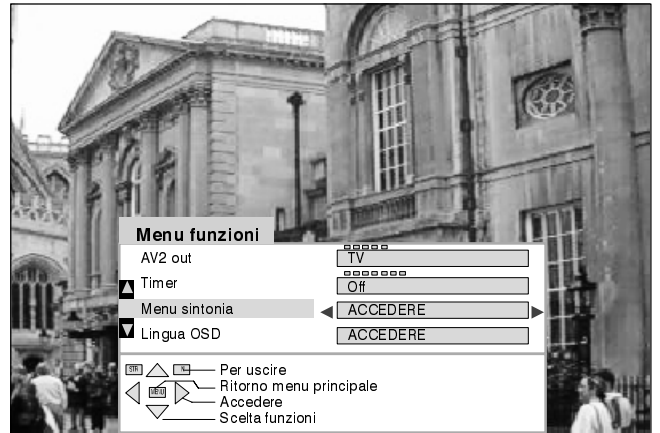 Menu funzioni
AV2 out TV
Timer Off
Menu sintonia ACCEDERE
Lingua OSD ACCEDERE
STR N Per uscire
MENU Ritorno menu principale
Accedere
Scelta funzioni